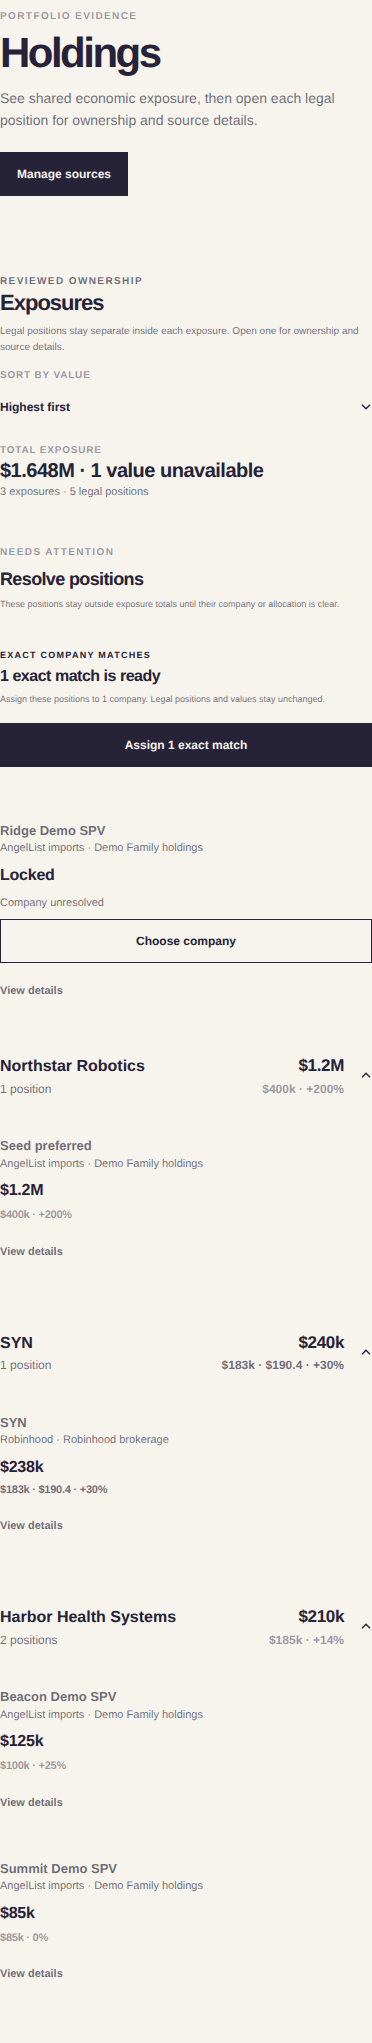 PORTFOLIO EVIDENCE
Holdings
See shared economic exposure, then open each legal
position for ownership and source details.
Manage sources
REVIEWED OWNERSHIP
Exposures
Legal positions stay separate inside each exposure. Open one for ownership and
source details.
SORT BY VALUE
Highest first
TOTAL EXPOSURE
$1.648M · 1 value unavailable
3 exposures · 5 legal positions
NEEDS ATTENTION
Resolve positions
These positions stay outside exposure totals until their company or allocation is clear.
EXACT COMPANY MATCHES
1 exact match is ready
Assign these positions to 1 company. Legal positions and values stay unchanged.
Assign 1 exact match
Ridge Demo SPV
AngelList imports · Demo Family holdings
Locked
Company unresolved
Choose company
View details
Northstar Robotics $1.2M
1 position $400k · +200%
Seed preferred
AngelList imports · Demo Family holdings
$1.2M
$400k · +200%
View details
SYN $240k
1 position $183k · $190.4 · +30%
SYN
Robinhood · Robinhood brokerage
$238k
$183k · $190.4 · +30%
View details
Harbor Health Systems $210k
2 positions $185k · +14%
Beacon Demo SPV
AngelList imports · Demo Family holdings
$125k
$100k · +25%
View details
Summit Demo SPV
AngelList imports · Demo Family holdings
$85k
$85k · 0%
View details